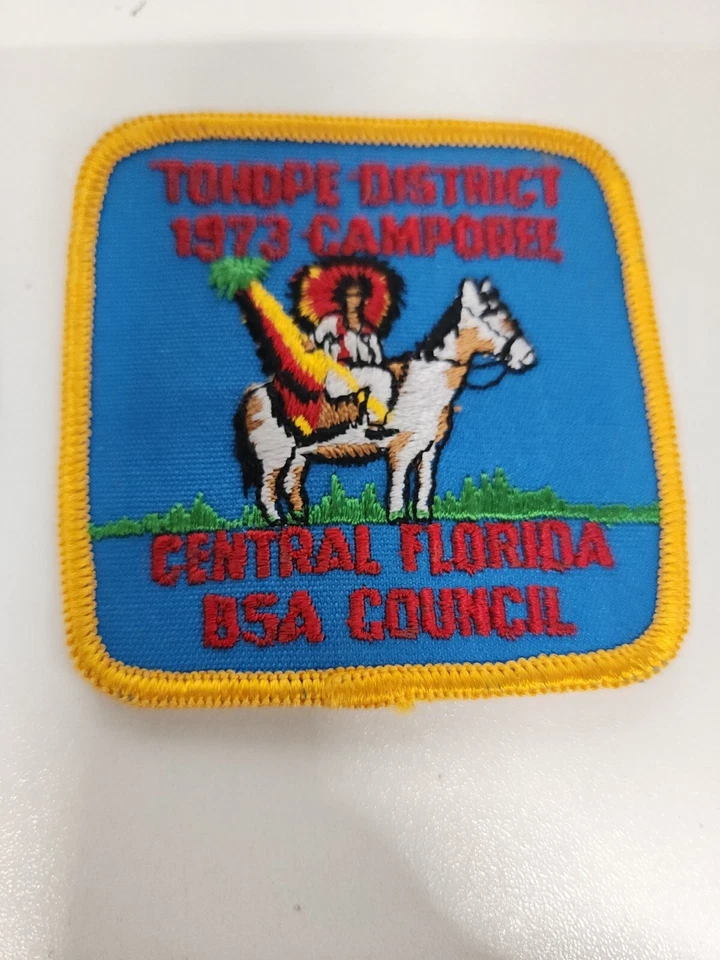 TOHOPE DISTRICT
1973 CAMPOREE
CENTRAL FLORIDA
BSA COUNCIL